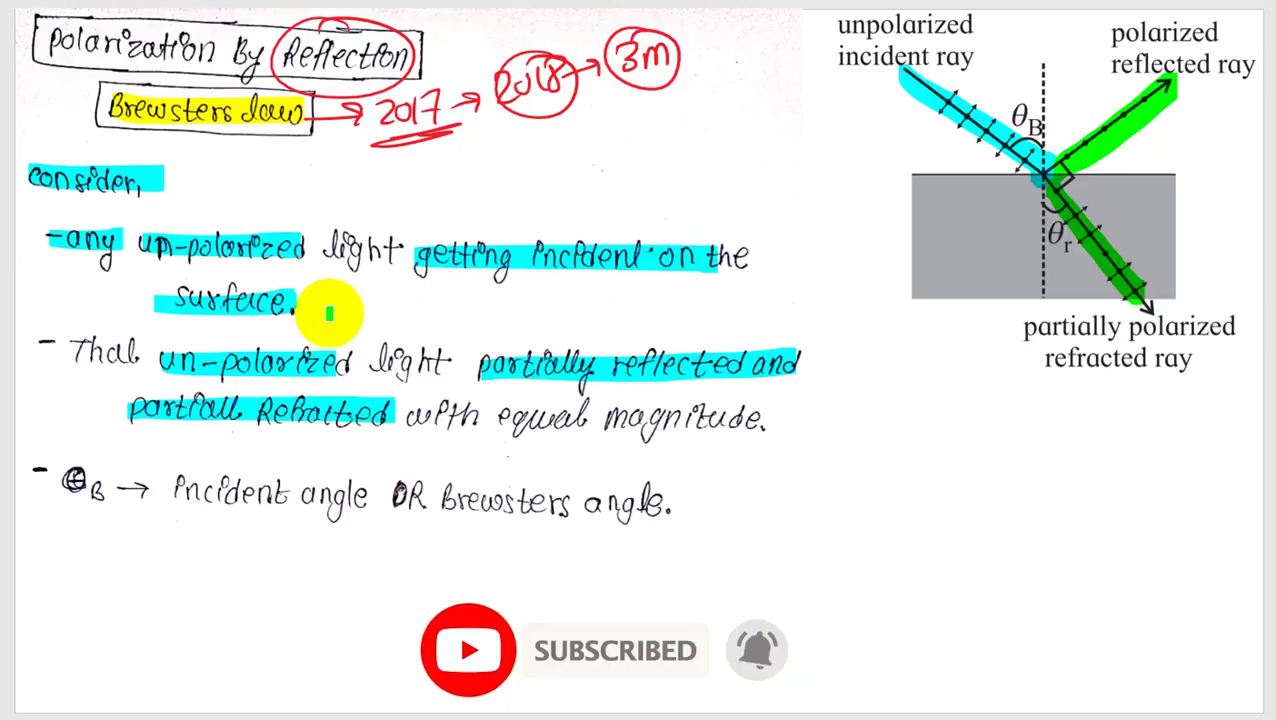 Polarization By Reflection
Brewsters law → 2017 → 2018 → 3m
consider,
- any un-polarized light getting incident on the
surface.
- That un-polarized light partially reflected and
partiall Refracted with equal magnitude.
- θB → incident angle OR Brewsters angle.
unpolarized
incident ray
polarized
reflected ray
θB
θr
partially polarized
refracted ray
SUBSCRIBED